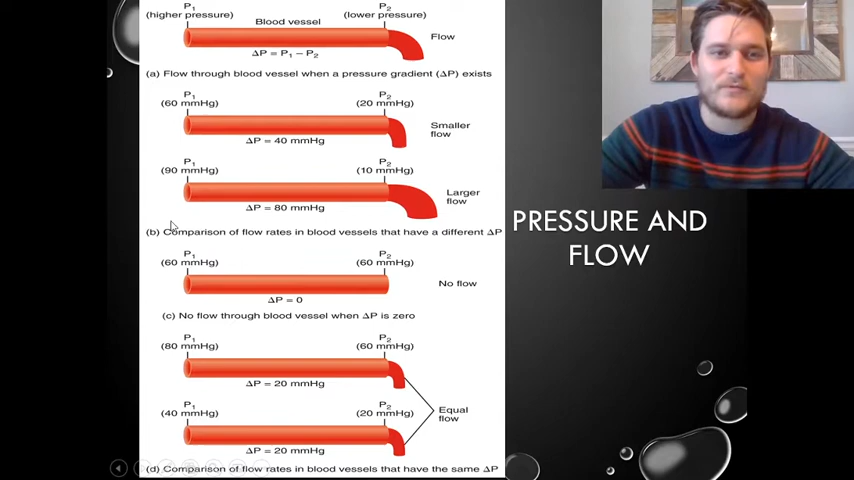 P1
(higher pressure)
Blood vessel
P2
(lower pressure)
Flow
ΔP = P1 – P2
(a) Flow through blood vessel when a pressure gradient (ΔP) exists
P1
(60 mmHg)
P2
(20 mmHg)
Smaller
flow
ΔP = 40 mmHg
P1
(90 mmHg)
P2
(10 mmHg)
Larger
flow
ΔP = 80 mmHg
(b) Comparison of flow rates in blood vessels that have a different ΔP
P1
(60 mmHg)
P2
(60 mmHg)
No flow
ΔP = 0
(c) No flow through blood vessel when ΔP is zero
P1
(80 mmHg)
P2
(60 mmHg)
ΔP = 20 mmHg
Equal
flow
P1
(40 mmHg)
P2
(20 mmHg)
ΔP = 20 mmHg
(d) Comparison of flow rates in blood vessels that have the same ΔP
PRESSURE AND
FLOW